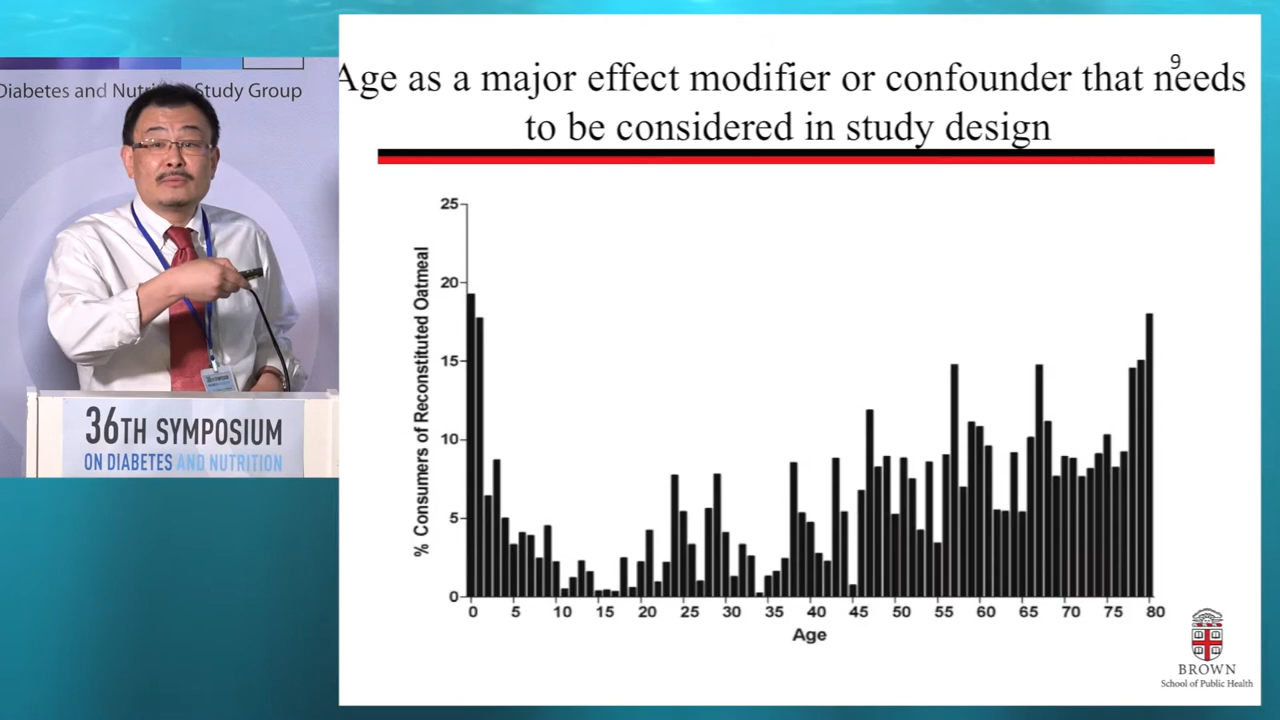 Diabetes and Nutrition Study Group
36TH SYMPOSIUM
ON DIABETES AND NUTRITION
9
Age as a major effect modifier or confounder that needs
to be considered in study design
% Consumers of Reconstituted Oatmeal
25
20
15
10
5
0
0 5 10 15 20 25 30 35 40 45 50 55 60 65 70 75 80
Age
BROWN
School of Public Health